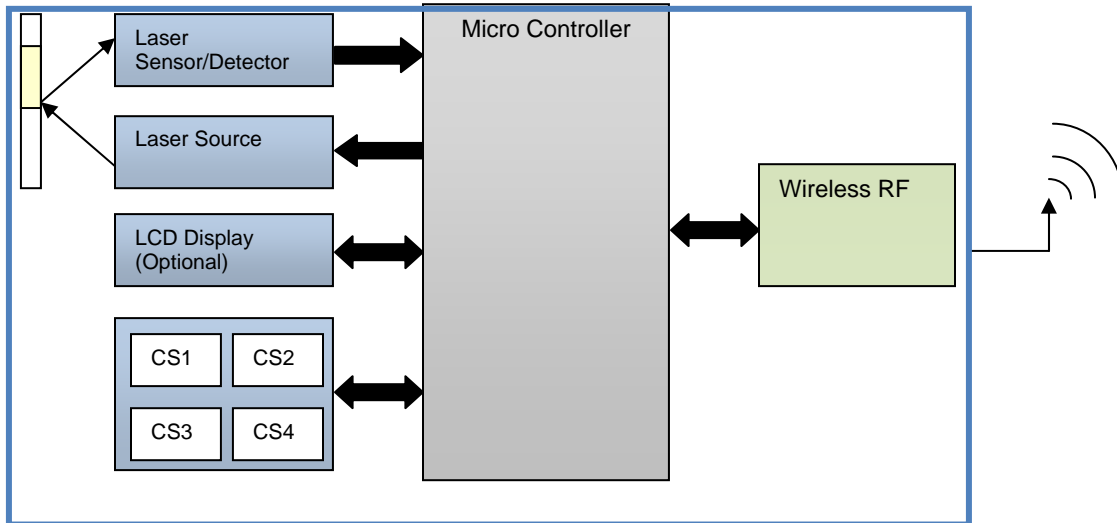 Laser
Sensor/Detector
Micro Controller
Laser Source
Wireless RF
LCD Display
(Optional)
CS1
CS2
CS3
CS4